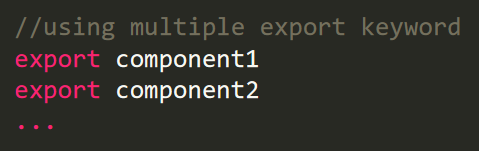 //using multiple export keyword
export component1
export component2
...